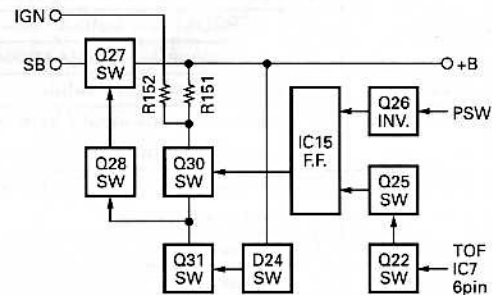 IGN
SB
Q27
SW
R152
R151
+B
Q28
SW
Q30
SW
IC15
F.F.
Q26
INV.
PSW
Q25
SW
Q31
SW
D24
SW
Q22
SW
TOF
IC7
6pin